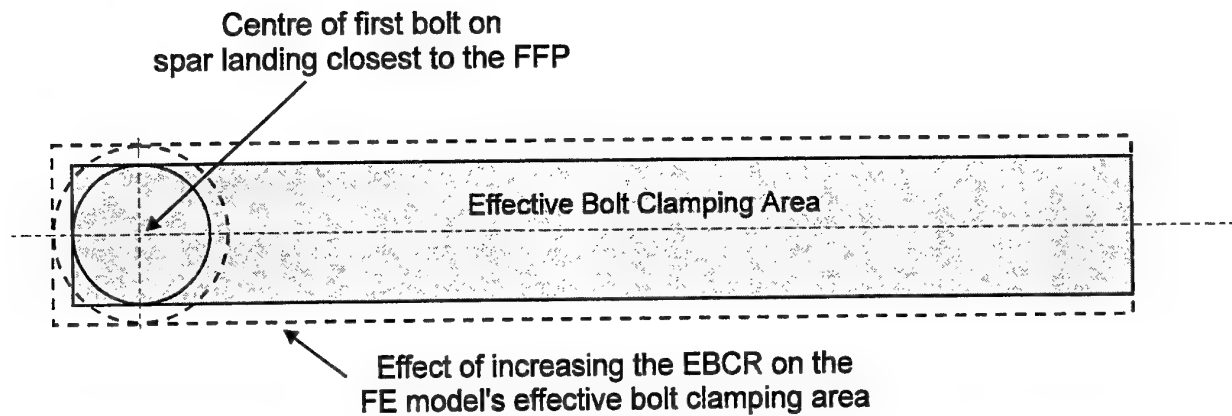 Centre of first bolt on
spar landing closest to the FFP
Effective Bolt Clamping Area
Effect of increasing the EBCR on the
FE model's effective bolt clamping area